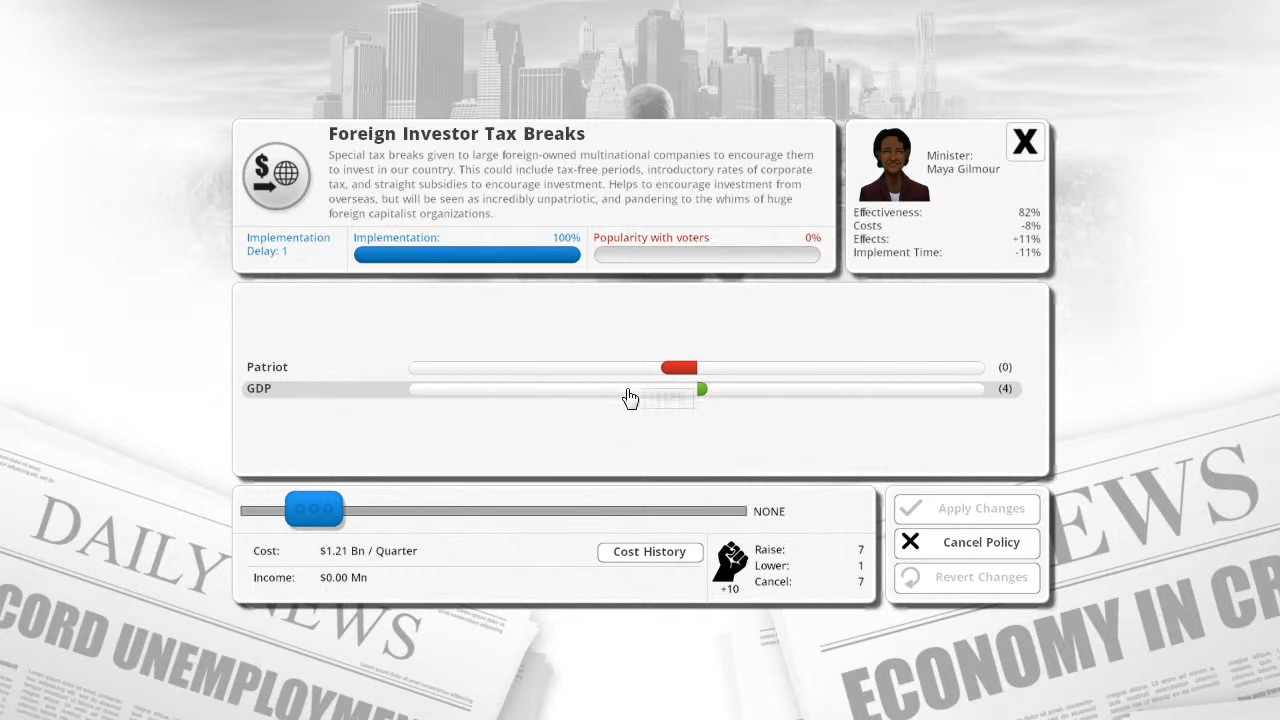 Foreign Investor Tax Breaks
Special tax breaks given to large foreign-owned multinational companies to encourage them
to invest in our country. This could include tax-free periods, introductory rates of corporate
tax, and straight subsidies to encourage investment. Helps to encourage investment from
overseas, but will be seen as incredibly unpatriotic, and pandering to the whims of huge
foreign capitalist organizations.
Implementation
Delay: 1
Implementation: 100%
Popularity with voters 0%
X
Minister:
Maya Gilmour
Effectiveness: 82%
Costs -8%
Effects: +11%
Implement Time: -11%
Patriot (0)
GDP (4)
NONE
Cost: $1.21 Bn / Quarter
Cost History
Income: $0.00 Mn
+10
Raise: 7
Lower: 1
Cancel: 7
Apply Changes
Cancel Policy
Revert Changes
DAILY NEWS
CORD UNEMPLOYME
EWS
ECONOMY IN CR